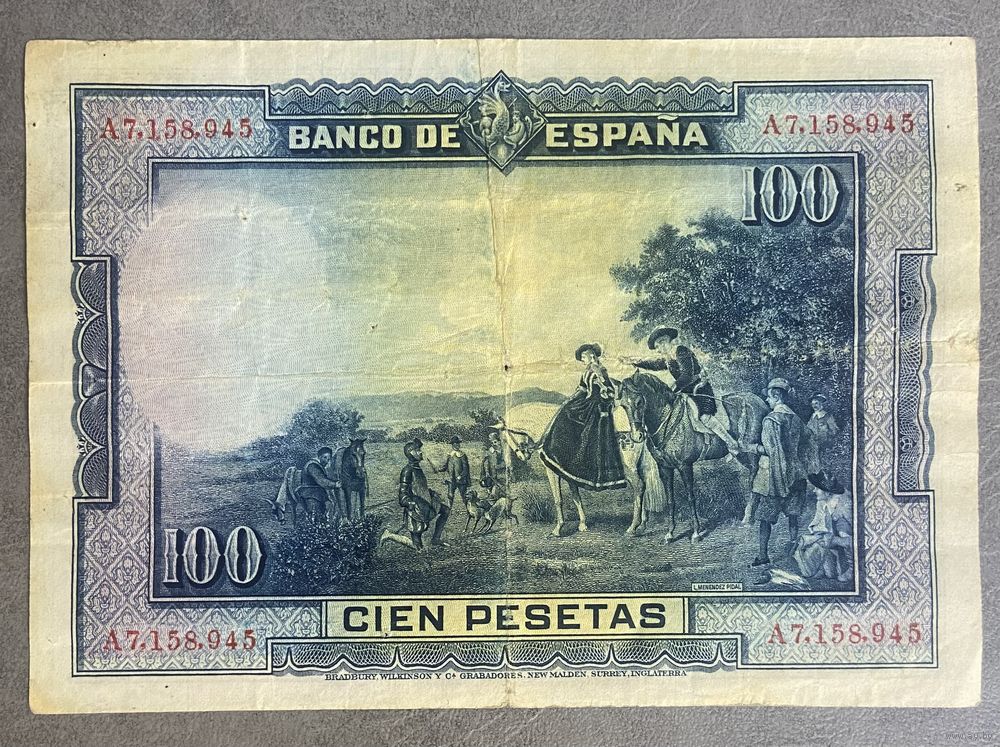 BANCO DE ESPAÑA
A7.158.945 A7.158.945
100
100
L. MENENDEZ PIDAL
CIEN PESETAS
A7.158.945 A7.158.945
BRADBURY, WILKINSON Y Cª GRABADORES. NEW MALDEN, SURREY, INGLATERRA